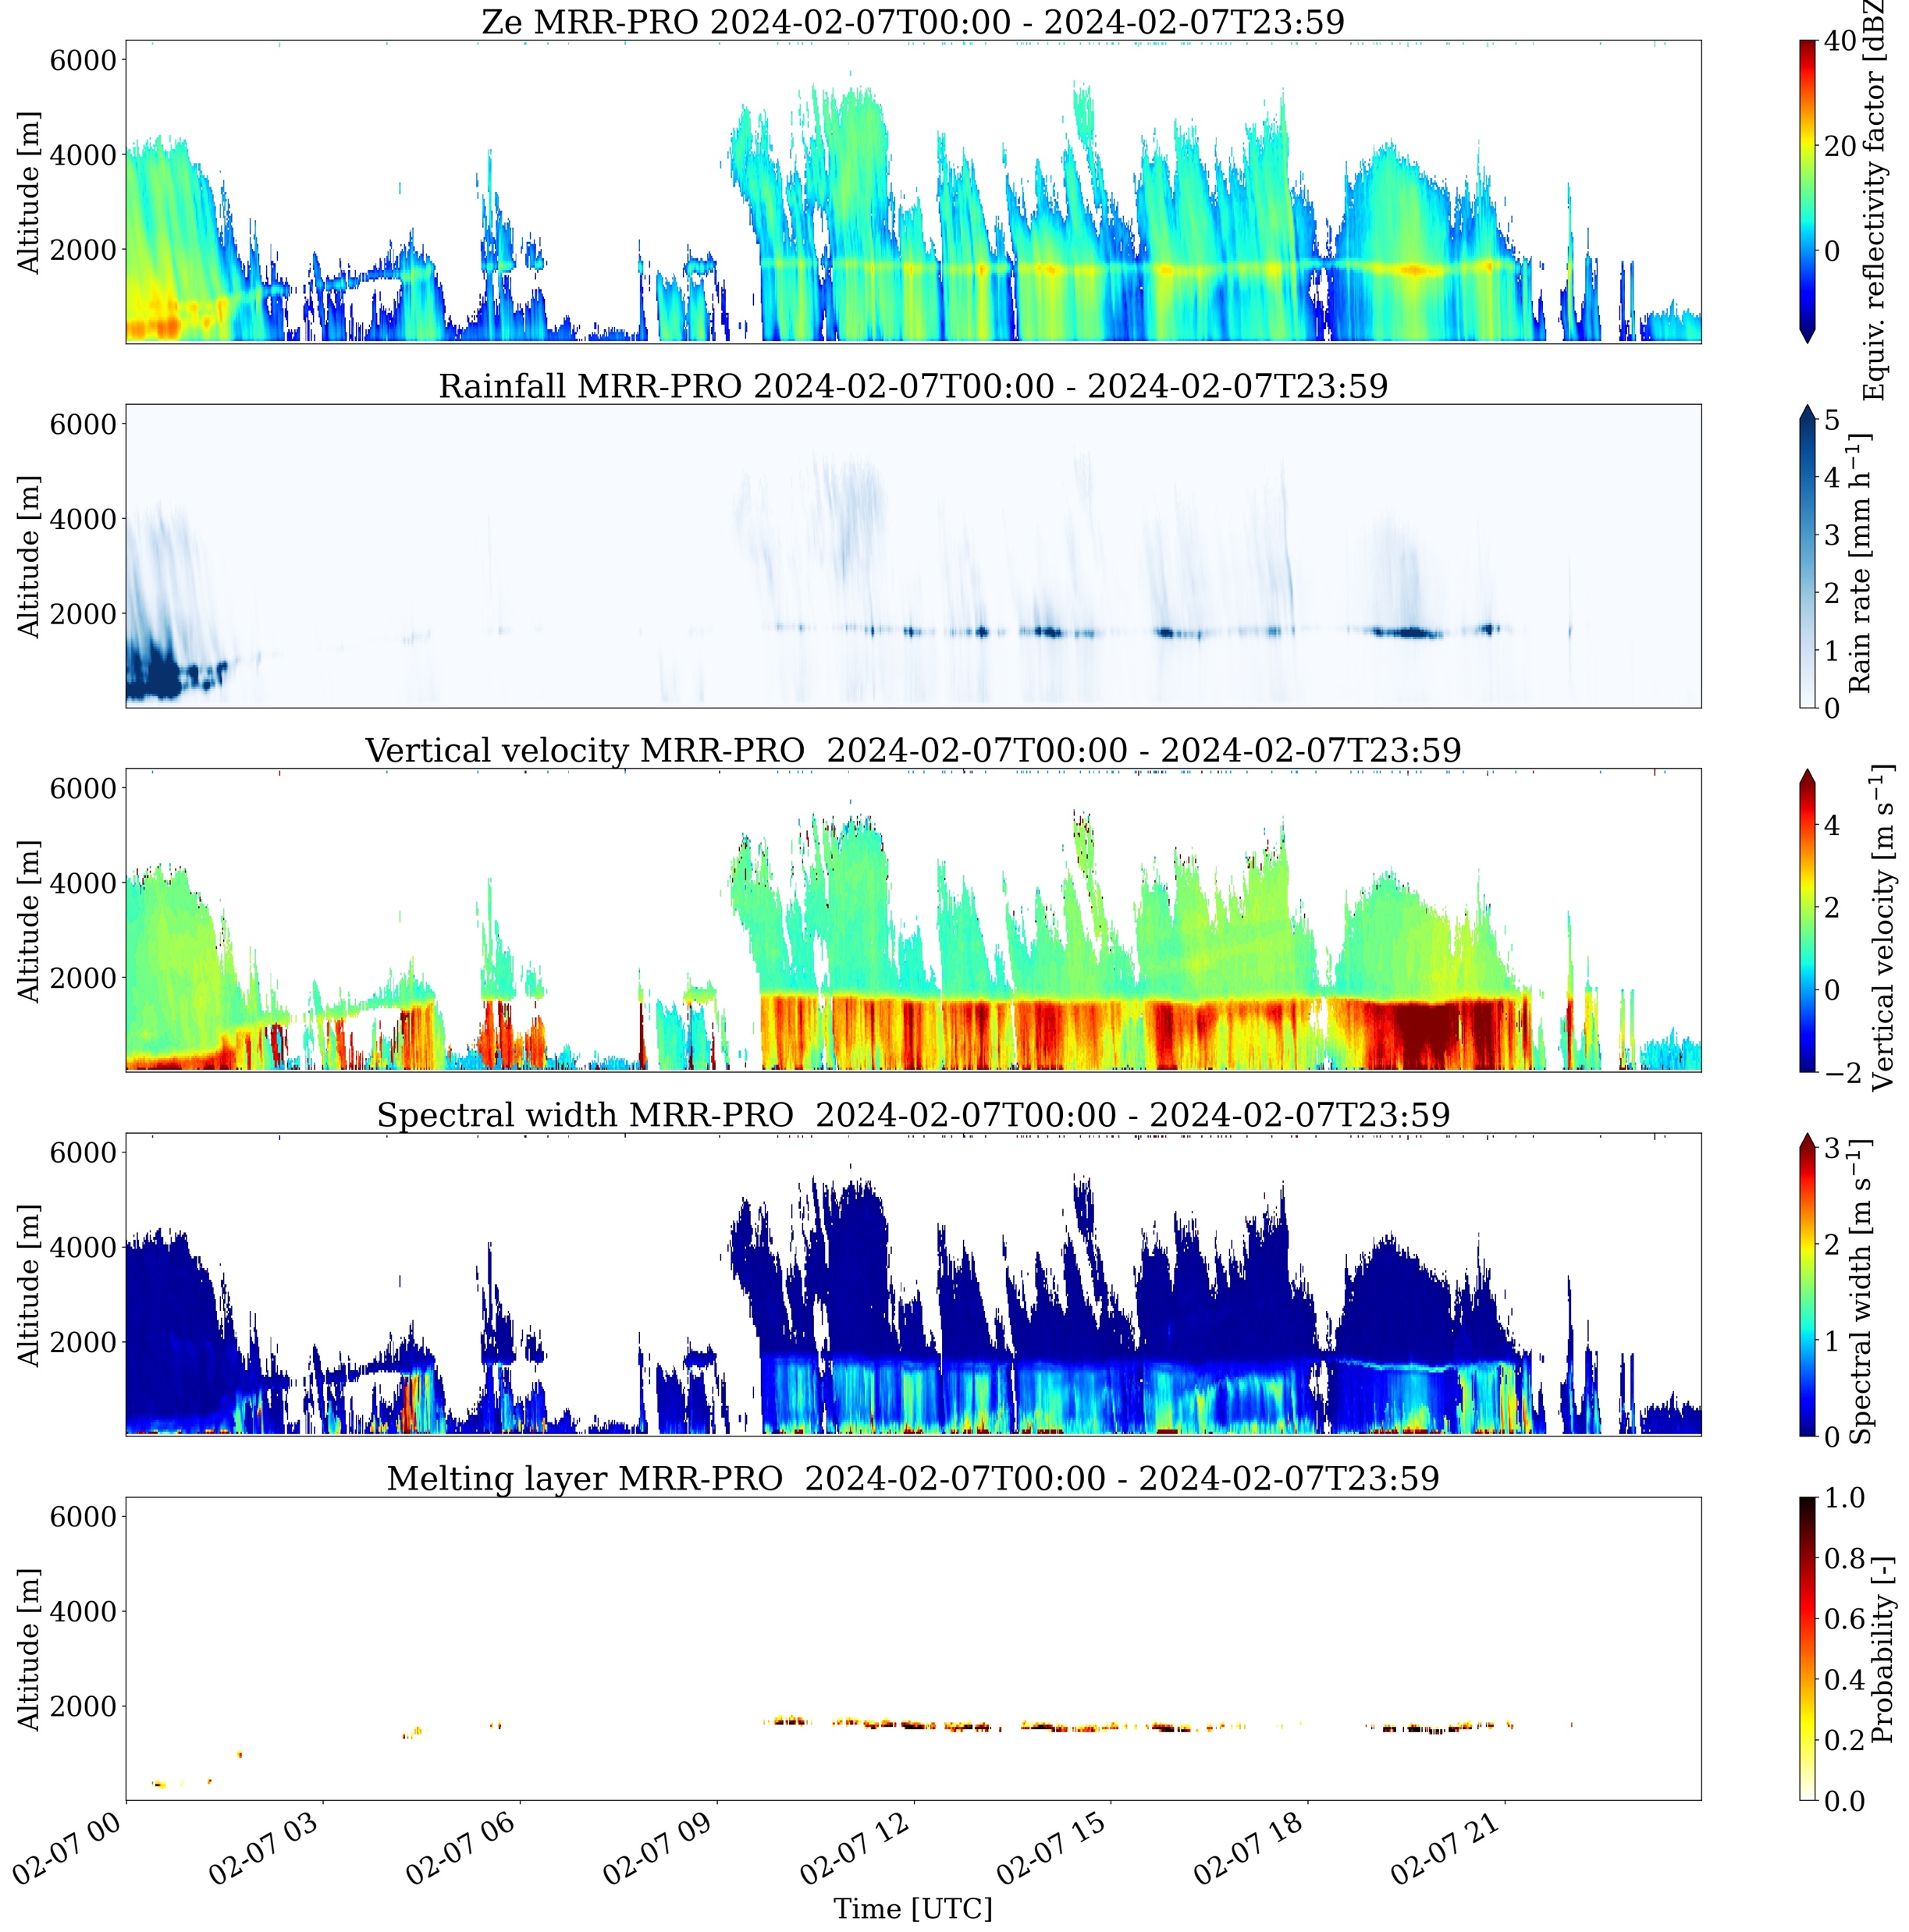 Ze MRR-PRO 2024-02-07T00:00 - 2024-02-07T23:59
6000
4000
2000
Altitude [m]
40
20
0
Equiv. reflectivity factor [dBZ
Rainfall MRR-PRO 2024-02-07T00:00 - 2024-02-07T23:59
6000
4000
2000
Altitude [m]
5
4
3
2
1
0
Rain rate [mm h⁻¹]
Vertical velocity MRR-PRO 2024-02-07T00:00 - 2024-02-07T23:59
6000
4000
2000
Altitude [m]
4
2
0
−2
Vertical velocity [m s⁻¹]
Spectral width MRR-PRO 2024-02-07T00:00 - 2024-02-07T23:59
6000
4000
2000
Altitude [m]
3
2
1
0
Spectral width [m s⁻¹]
Melting layer MRR-PRO 2024-02-07T00:00 - 2024-02-07T23:59
6000
4000
2000
Altitude [m]
1.0
0.8
0.6
0.4
0.2
0.0
Probability [-]
02-07 00
02-07 03
02-07 06
02-07 09
02-07 12
02-07 15
02-07 18
02-07 21
Time [UTC]